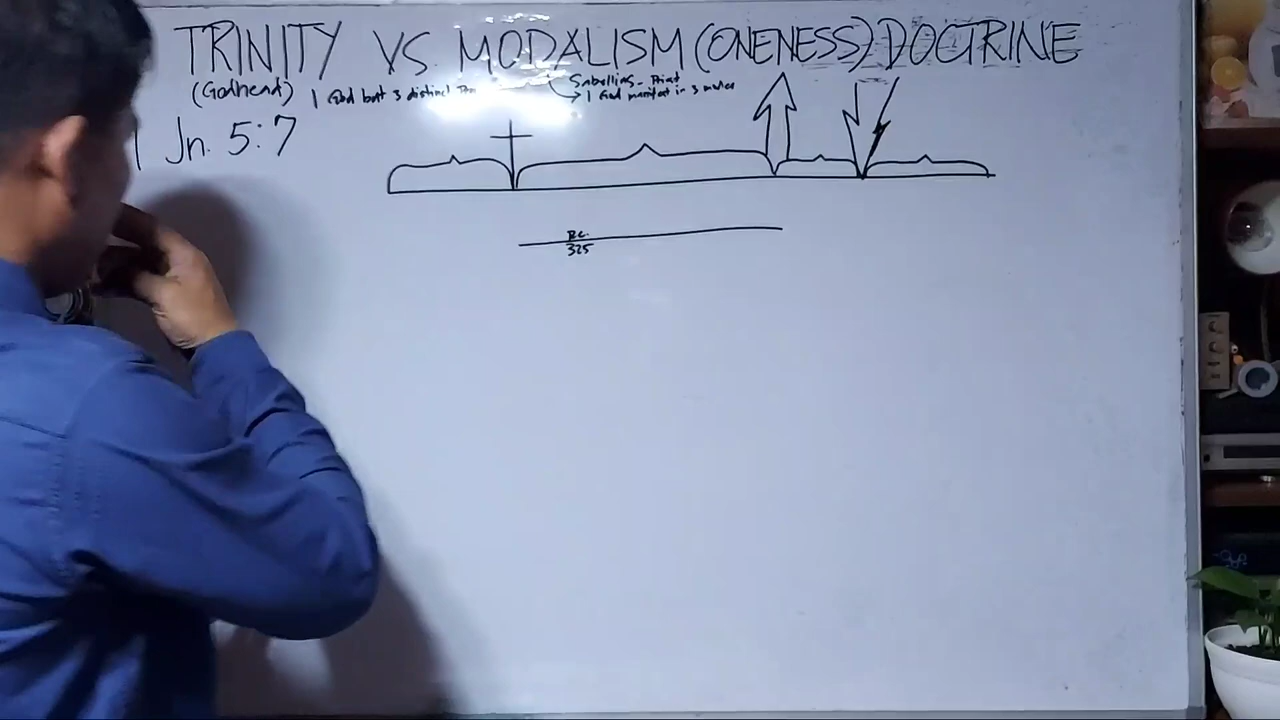 TRINITY VS MODALISM (ONENESS) DOCTRINE
(Godhead) 1 God but 3 distinct
Sabellius - Priest
1 God manifest in 3 modes
1 Jn. 5:7
R.C.
325